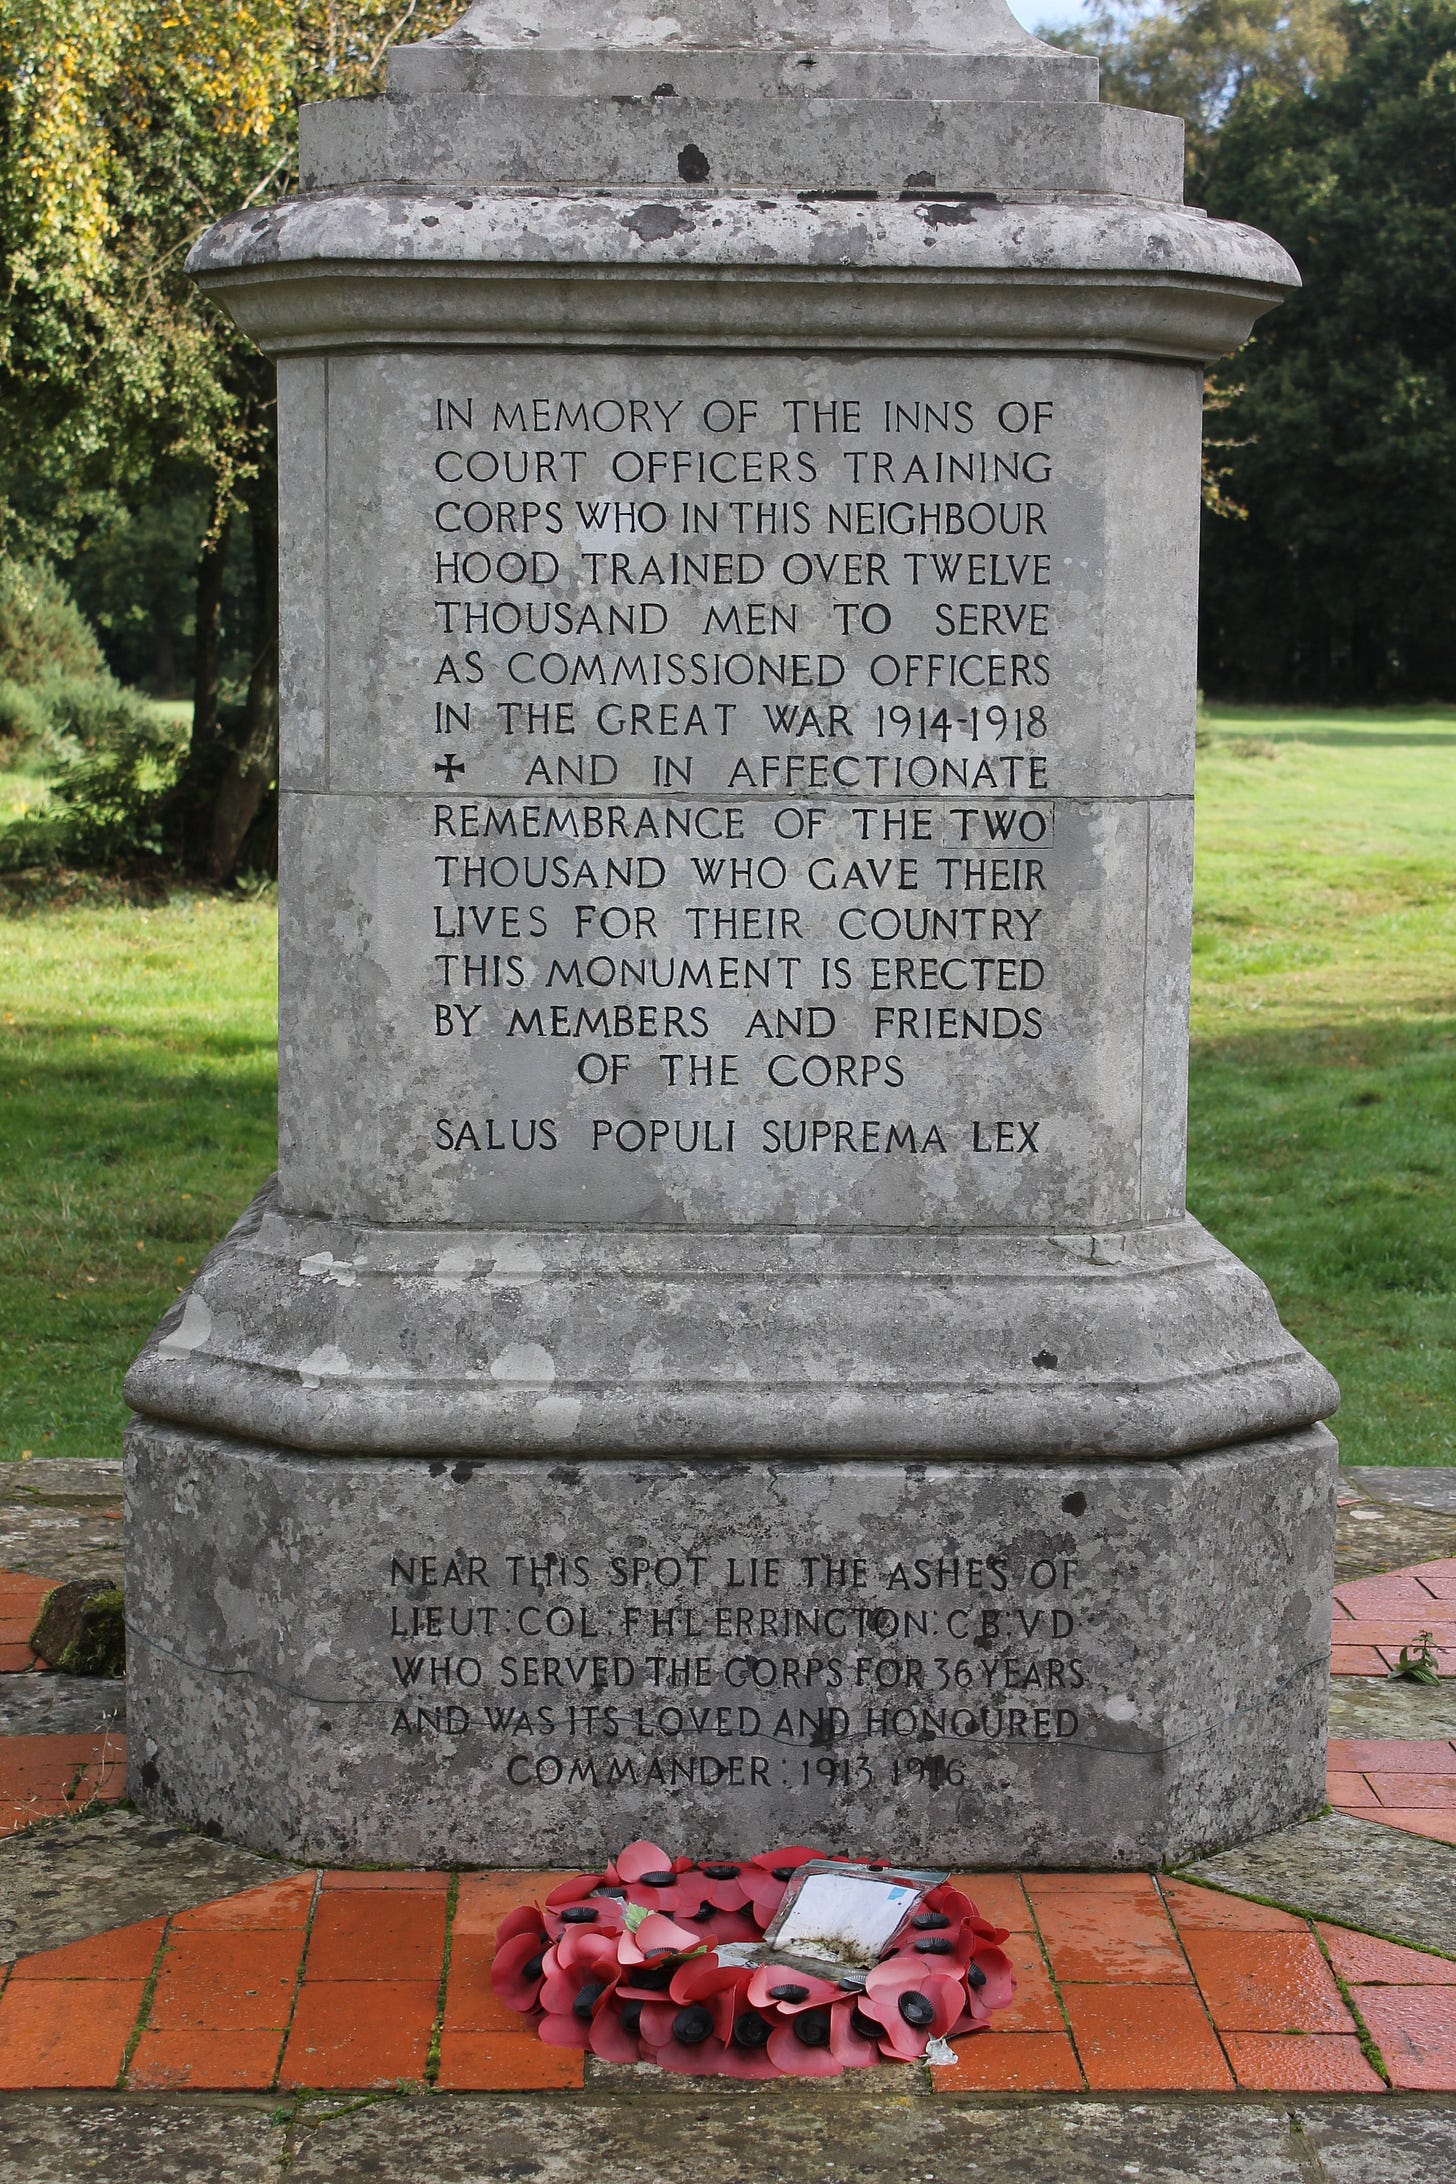 IN MEMORY OF THE INNS OF
COURT OFFICERS TRAINING
CORPS WHO IN THIS NEIGHBOUR
HOOD TRAINED OVER TWELVE
THOUSAND MEN TO SERVE
AS COMMISSIONED OFFICERS
IN THE GREAT WAR 1914-1918
✠ AND IN AFFECTIONATE
REMEMBRANCE OF THE TWO
THOUSAND WHO GAVE THEIR
LIVES FOR THEIR COUNTRY
THIS MONUMENT IS ERECTED
BY MEMBERS AND FRIENDS
OF THE CORPS
SALUS POPULI SUPREMA LEX
NEAR THIS SPOT LIE THE ASHES OF
LIEUT: COL: F H L ERRINGTON: C B: V D
WHO SERVED THE CORPS FOR 36 YEARS
AND WAS ITS LOVED AND HONOURED
COMMANDER: 1913 1916